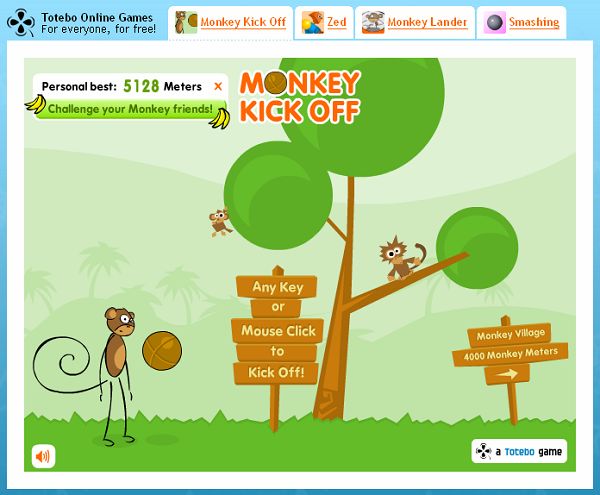 Totebo Online Games
For everyone, for free!
Monkey Kick Off
Zed
Monkey Lander
Smashing
Personal best: 5128 Meters x
Challenge your Monkey friends!
MONKEY
KICK OFF
Any Key
or
Mouse Click
to
Kick Off!
Monkey Village
4000 Monkey Meters
a Totebo game